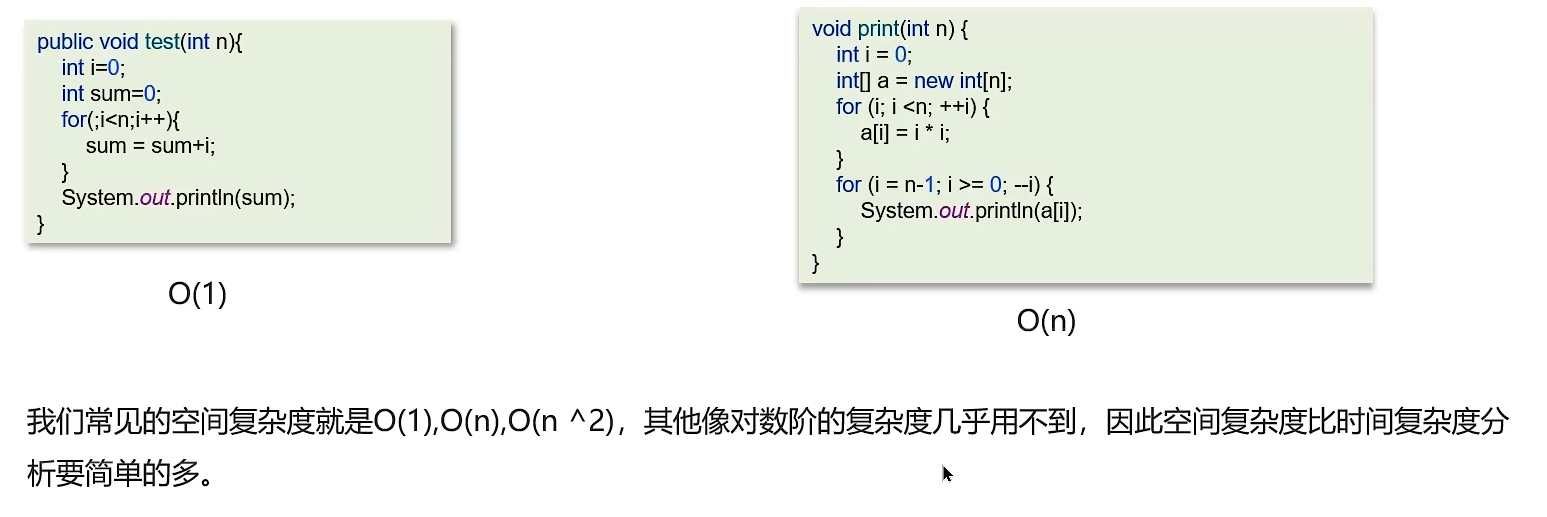 public void test(int n){
int i=0;
int sum=0;
for(;i<n;i++){
sum = sum+i;
}
System.out.println(sum);
}
O(1)
void print(int n) {
int i = 0;
int[] a = new int[n];
for (i; i <n; ++i) {
a[i] = i * i;
}
for (i = n-1; i >= 0; --i) {
System.out.println(a[i]);
}
}
O(n)
我们常见的空间复杂度就是O(1),O(n),O(n ^2)，其他像对数阶的复杂度几乎用不到，因此空间复杂度比时间复杂度分
析要简单的多。